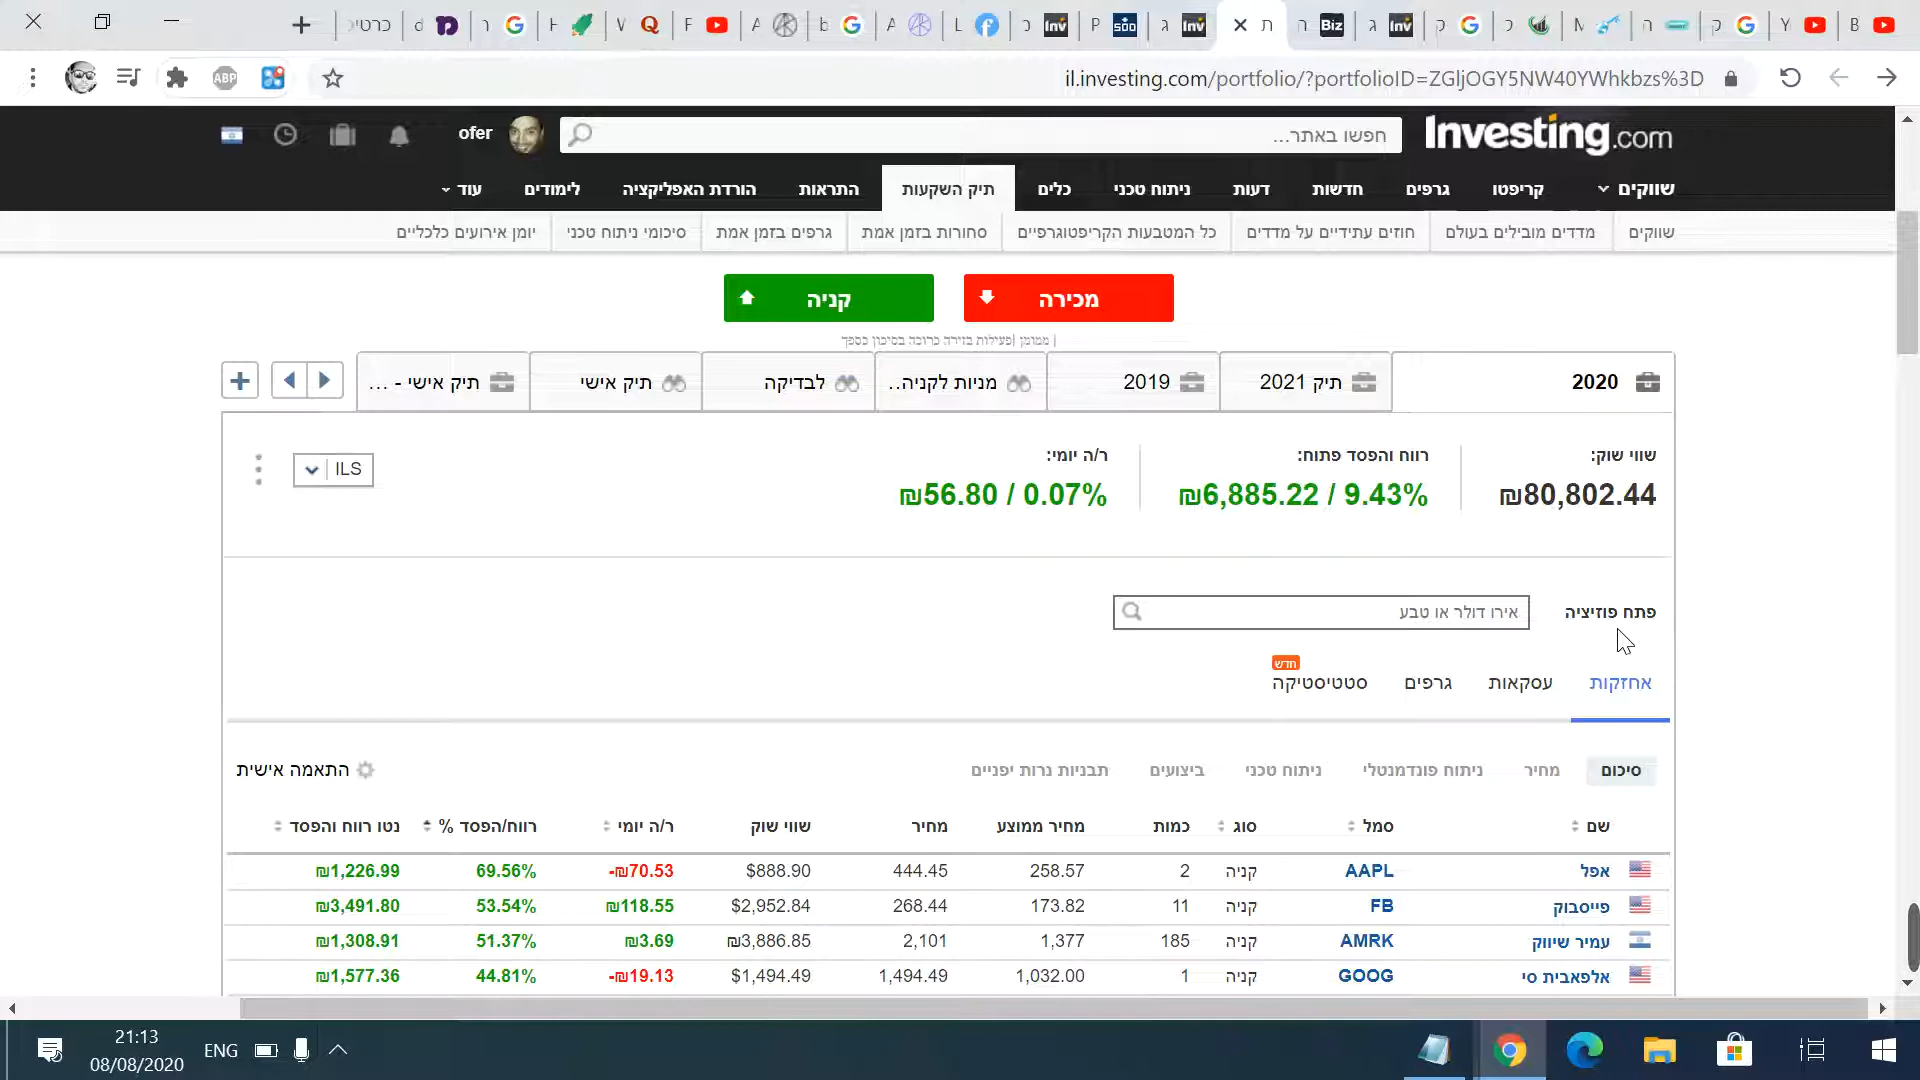 כרטיכ
il.investing.com/portfolio/?portfolioID=ZGljOGY5NW40YWhkbzs%3D
ABP
Investing.com
חפשו באתר...
ofer
שווקים
קריפטו
גרפים
חדשות
דעות
ניתוח טכני
כלים
תיק השקעות
התראות
הורדת האפליקציה
לימודים
עוד
שווקים
מדדים מובילים בעולם
חוזים עתידיים על מדדים
כל המטבעות הקריפטוגרפיים
סחורות בזמן אמת
גרפים בזמן אמת
סיכומי ניתוח טכני
יומן אירועים כלכליים
מכירה
קניה
| ממומן |פעילות בזירה כרוכה בסיכון כספך
2020
תיק 2021
2019
מניות לקניה...
לבדיקה
תיק אישי
תיק אישי - ...
שווי שוק:
רווח והפסד פתוח:
ר/ה יומי:
₪80,802.44
₪6,885.22 / 9.43%
₪56.80 / 0.07%
ILS
פתח פוזיציה
אירו דולר או טבע
חדש
אחזקות
עסקאות
גרפים
סטטיסטיקה
סיכום
מחיר
ניתוח פונדמנטלי
ניתוח טכני
ביצועים
תבניות נרות יפניים
התאמה אישית
שם סמל סוג כמות מחיר ממוצע מחיר שווי שוק ר/ה יומי רווח/הפסד % נטו רווח והפסד
אפל AAPL קניה 2 258.57 444.45 $888.90 -₪70.53 69.56% ₪1,226.99
פייסבוק FB קניה 11 173.82 268.44 $2,952.84 ₪118.55 53.54% ₪3,491.80
עמיר שיווק AMRK קניה 185 1,377 2,101 ₪3,886.85 ₪3.69 51.37% ₪1,308.91
אלפאבית סי GOOG קניה 1 1,032.00 1,494.49 $1,494.49 -₪19.13 44.81% ₪1,577.36
21:13
08/08/2020
ENG